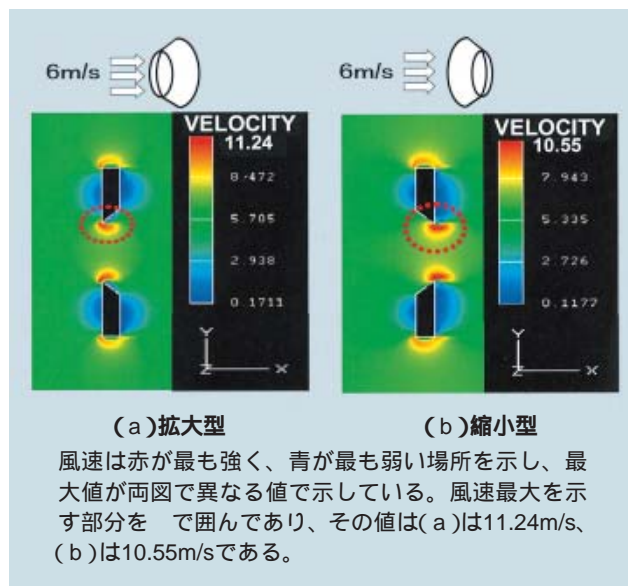 6m/s
VELOCITY
11.24
8.472
5.705
2.938
0.1711
Y
Z X
(a)拡大型
6m/s
VELOCITY
10.55
7.943
5.335
2.726
0.1177
Y
Z X
(b)縮小型
風速は赤が最も強く、青が最も弱い場所を示し、最
大値が両図で異なる値で示している。風速最大を示
す部分を　で囲んであり、その値は(a)は11.24m/s、
(b)は10.55m/sである。